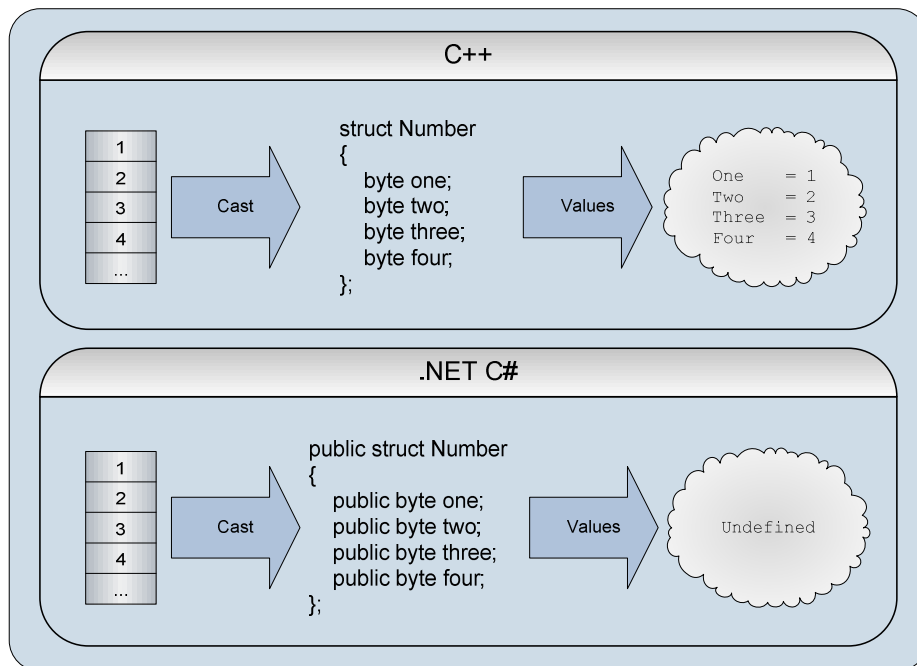 C++
1
2
3
4
...
Cast
struct Number
{
byte one;
byte two;
byte three;
byte four;
};
Values
One = 1
Two = 2
Three = 3
Four = 4
.NET C#
1
2
3
4
...
Cast
public struct Number
{
public byte one;
public byte two;
public byte three;
public byte four;
};
Values
Undefined